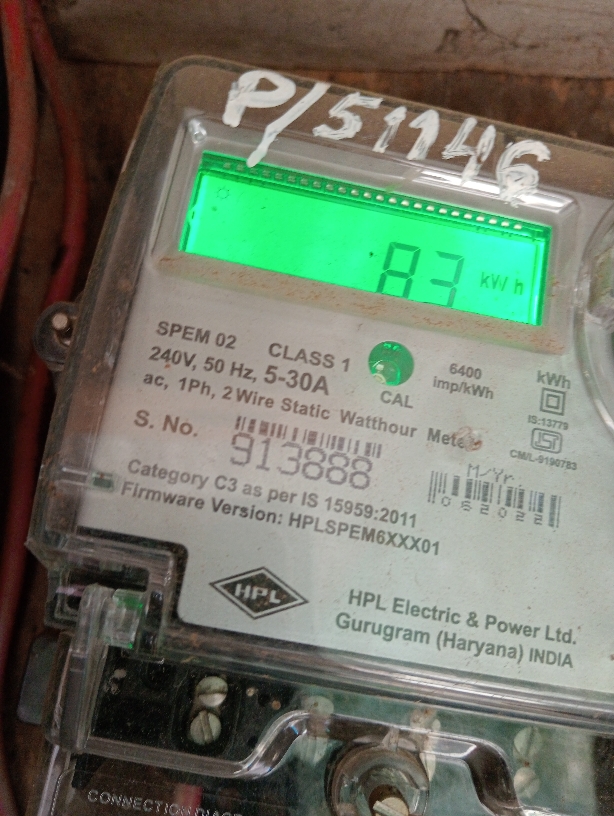 P/51146
83 kWh
SPEM 02 CLASS 1
240V, 50 Hz, 5-30A
ac, 1Ph, 2 Wire Static Watthour Meter
CAL
6400
imp/kWh
kWh
IS:13779
ISI
CM/L-9190783
S. No.
913888
M/Yr.
062022
Category C3 as per IS 15959:2011
Firmware Version: HPLSPEM6XXX01
HPL
HPL Electric & Power Ltd.
Gurugram (Haryana) INDIA
CONNECTION